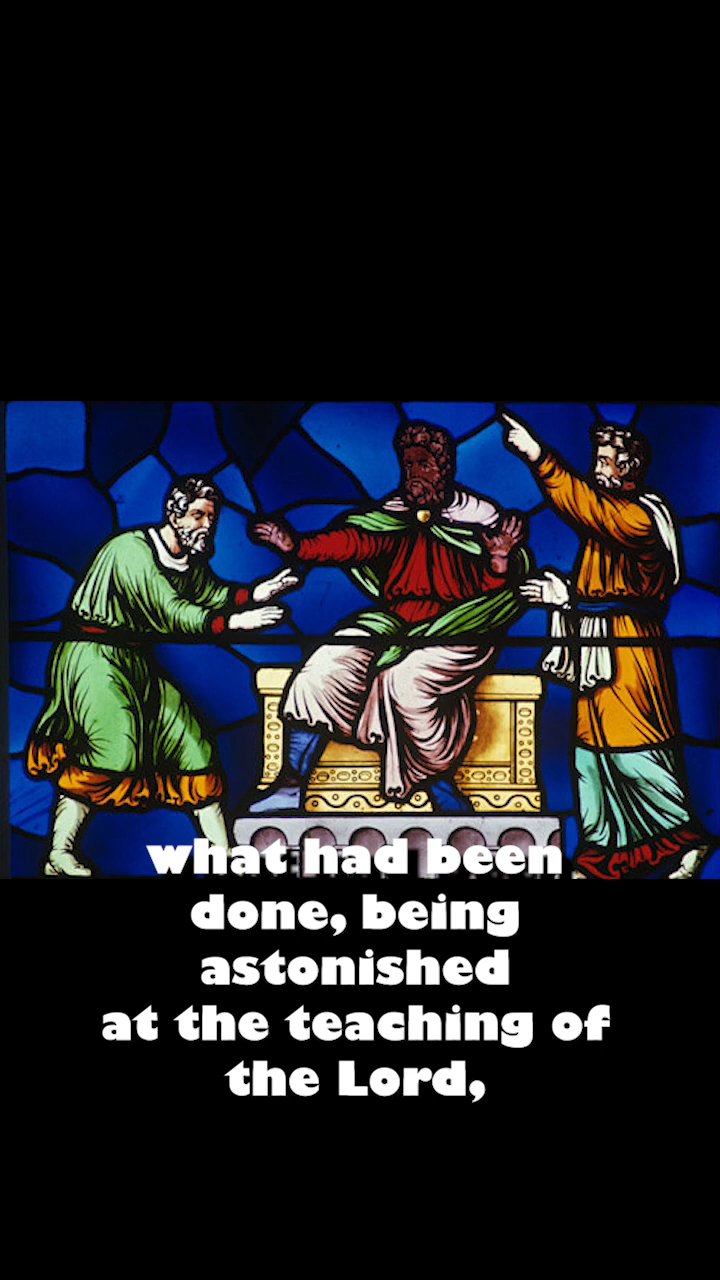 what had been
done, being
astonished
at the teaching of
the Lord,